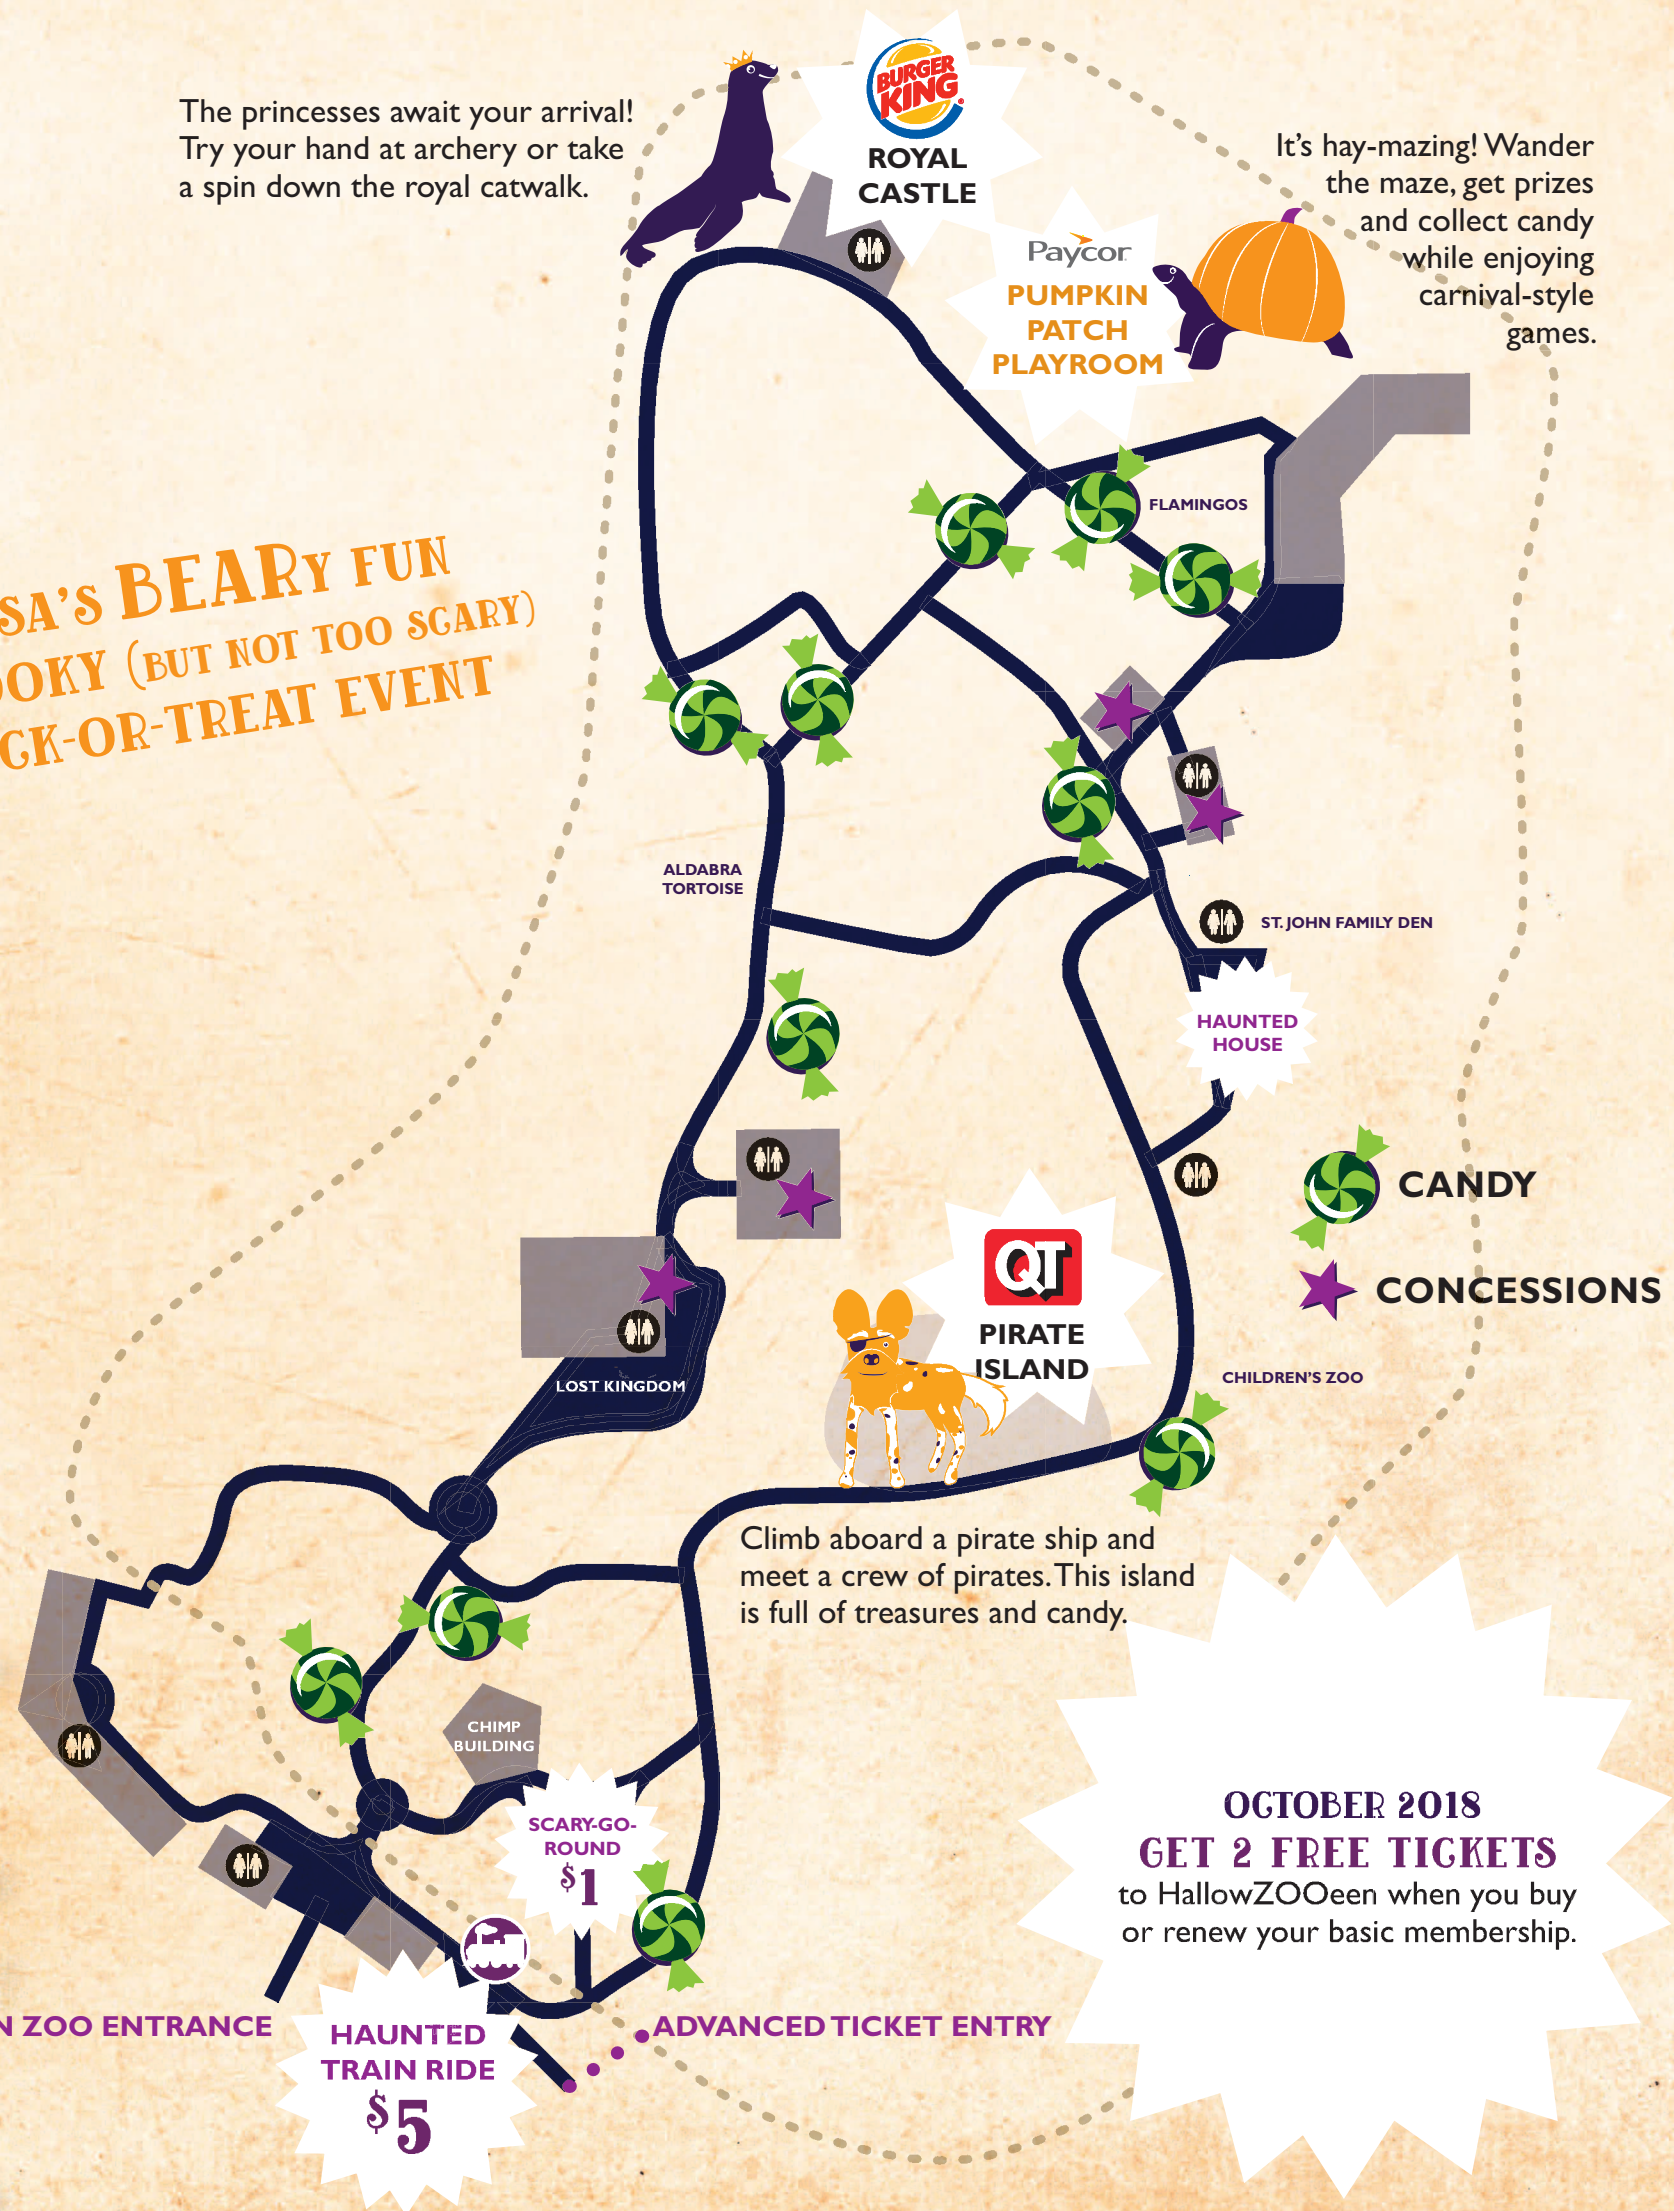 BURGER
KING
ROYAL
CASTLE
The princesses await your arrival!
Try your hand at archery or take
a spin down the royal catwalk.
It's hay-mazing! Wander
the maze, get prizes
and collect candy
while enjoying
carnival-style
games.
Paycor
PUMPKIN
PATCH
PLAYROOM
FLAMINGOS
SA'S BEARY FUN
OOKY (BUT NOT TOO SCARY)
CK-OR-TREAT EVENT
ALDABRA
TORTOISE
ST. JOHN FAMILY DEN
HAUNTED
HOUSE
CANDY
CONCESSIONS
QT
PIRATE
ISLAND
CHILDREN'S ZOO
LOST KINGDOM
Climb aboard a pirate ship and
meet a crew of pirates. This island
is full of treasures and candy.
CHIMP
BUILDING
SCARY-GO-
ROUND
$1
OCTOBER 2018
GET 2 FREE TICKETS
to HallowZOOeen when you buy
or renew your basic membership.
N ZOO ENTRANCE
HAUNTED
TRAIN RIDE
$5
ADVANCED TICKET ENTRY